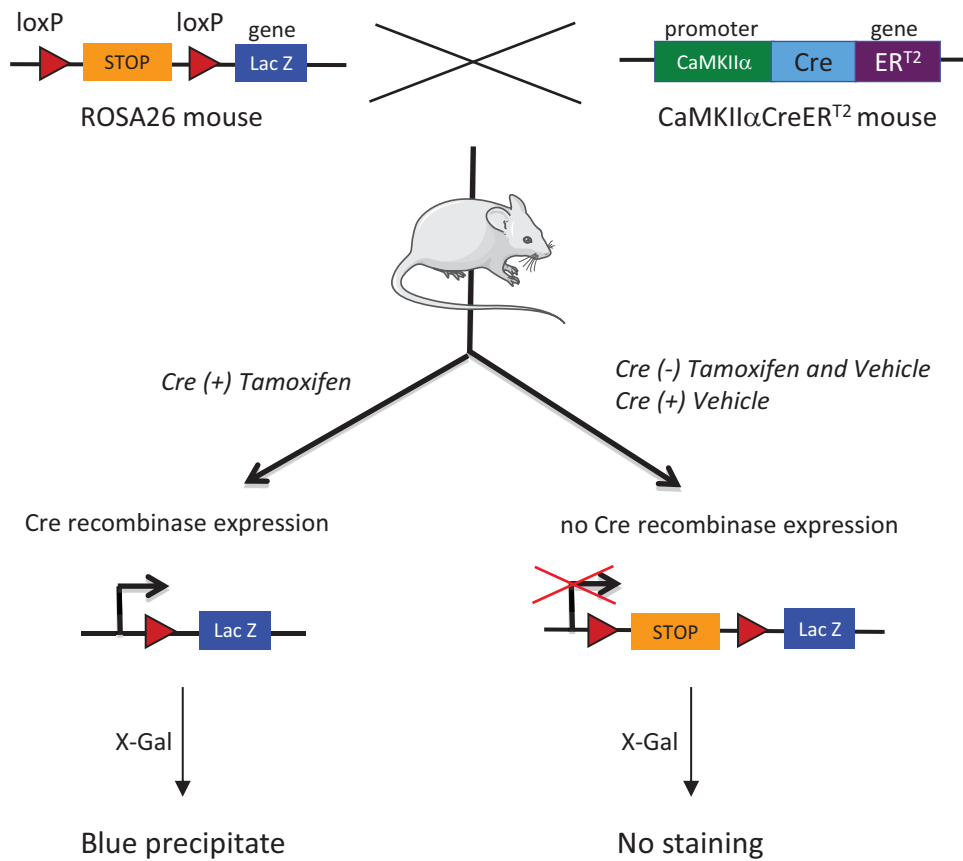 loxP loxP gene promoter gene
STOP Lac Z CaMKIIα Cre ER^T2
ROSA26 mouse CaMKIIαCreER^T2 mouse
Cre (+) Tamoxifen
Cre (-) Tamoxifen and Vehicle
Cre (+) Vehicle
Cre recombinase expression
no Cre recombinase expression
Lac Z STOP Lac Z
X-Gal X-Gal
Blue precipitate No staining